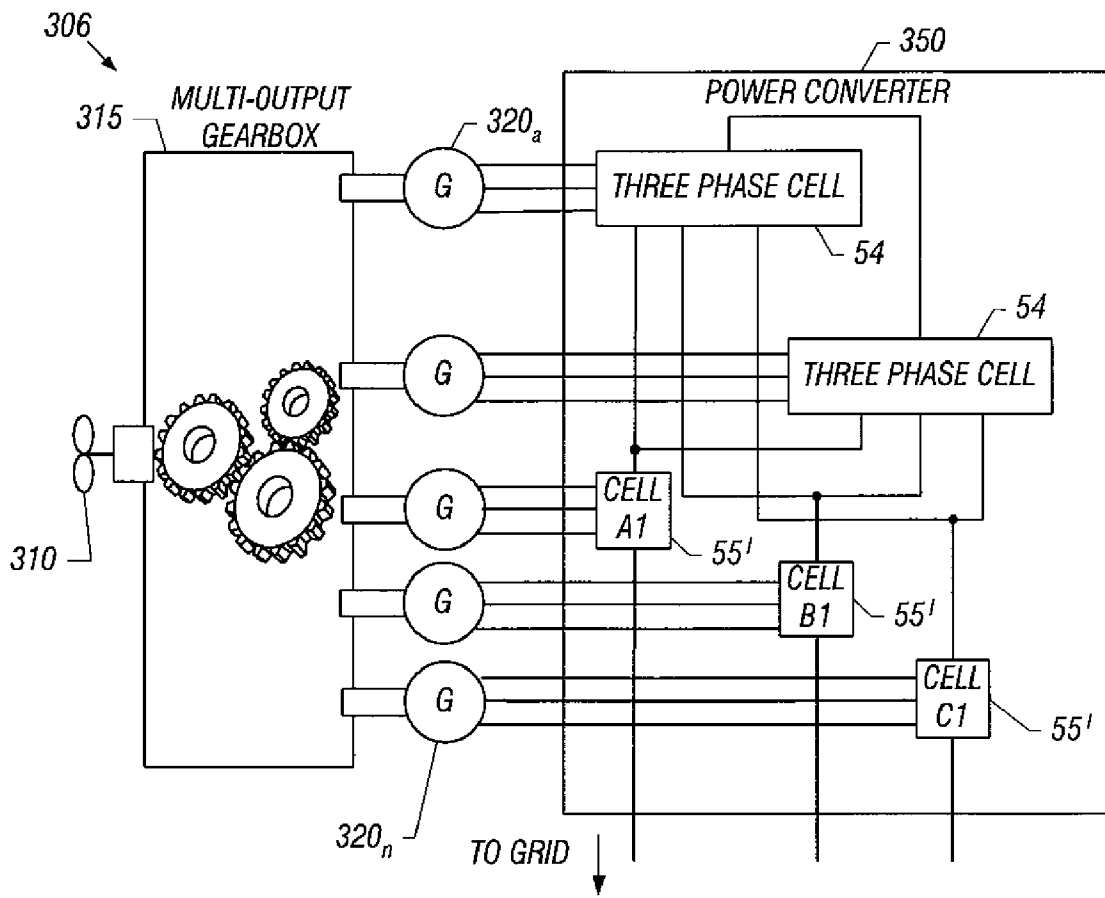 306
350
MULTI-OUTPUT
GEARBOX
315
POWER CONVERTER
320a
G
THREE PHASE CELL
54
54
G
THREE PHASE CELL
G
CELL
A1
55'
310
G
CELL
B1
55'
G
CELL
C1
55'
320n
TO GRID